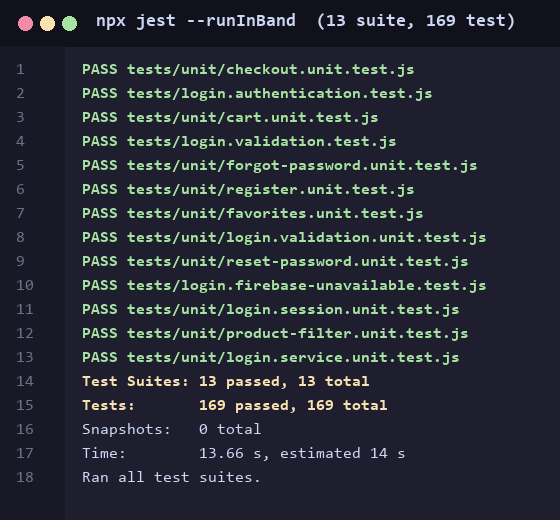 npx jest --runInBand  (13 suite, 169 test)
1 PASS tests/unit/checkout.unit.test.js
2 PASS tests/login.authentication.test.js
3 PASS tests/unit/cart.unit.test.js
4 PASS tests/login.validation.test.js
5 PASS tests/unit/forgot-password.unit.test.js
6 PASS tests/unit/register.unit.test.js
7 PASS tests/unit/favorites.unit.test.js
8 PASS tests/unit/login.validation.unit.test.js
9 PASS tests/unit/reset-password.unit.test.js
10 PASS tests/login.firebase-unavailable.test.js
11 PASS tests/unit/login.session.unit.test.js
12 PASS tests/unit/product-filter.unit.test.js
13 PASS tests/unit/login.service.unit.test.js
14 Test Suites: 13 passed, 13 total
15 Tests:       169 passed, 169 total
16 Snapshots:   0 total
17 Time:        13.66 s, estimated 14 s
18 Ran all test suites.